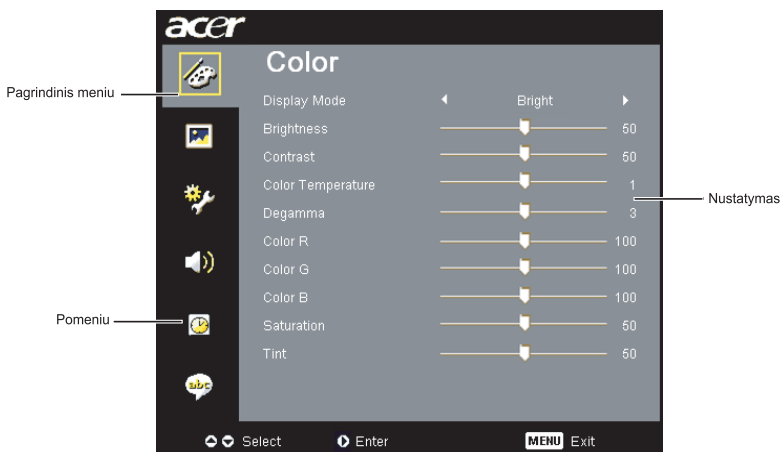 acer
Color
Pagrindinis meniu
Display Mode Bright
Brightness 50
Contrast 50
Color Temperature 1
Nustatymas
Degamma 3
Color R 100
Color G 100
Color B 100
Pomeniu
Saturation 50
Tint 50
abc
Select Enter MENU Exit